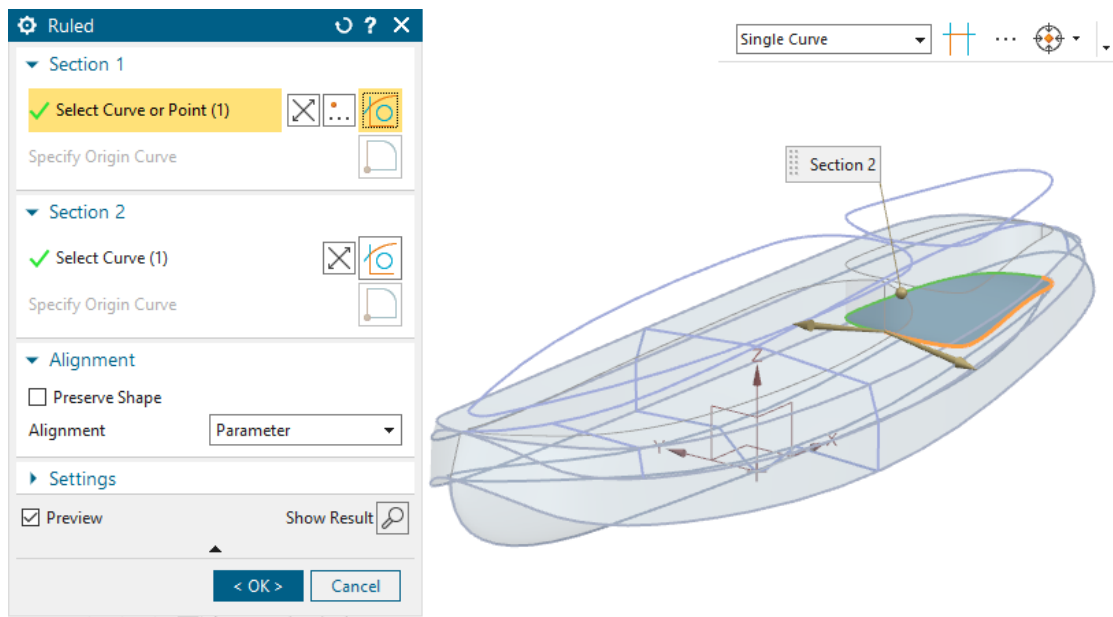 Ruled
Section 1
Select Curve or Point (1)
Specify Origin Curve
Section 2
Select Curve (1)
Specify Origin Curve
Alignment
Preserve Shape
Alignment Parameter
Settings
Preview Show Result
< OK > Cancel
Single Curve
Section 2
Z
Y
X